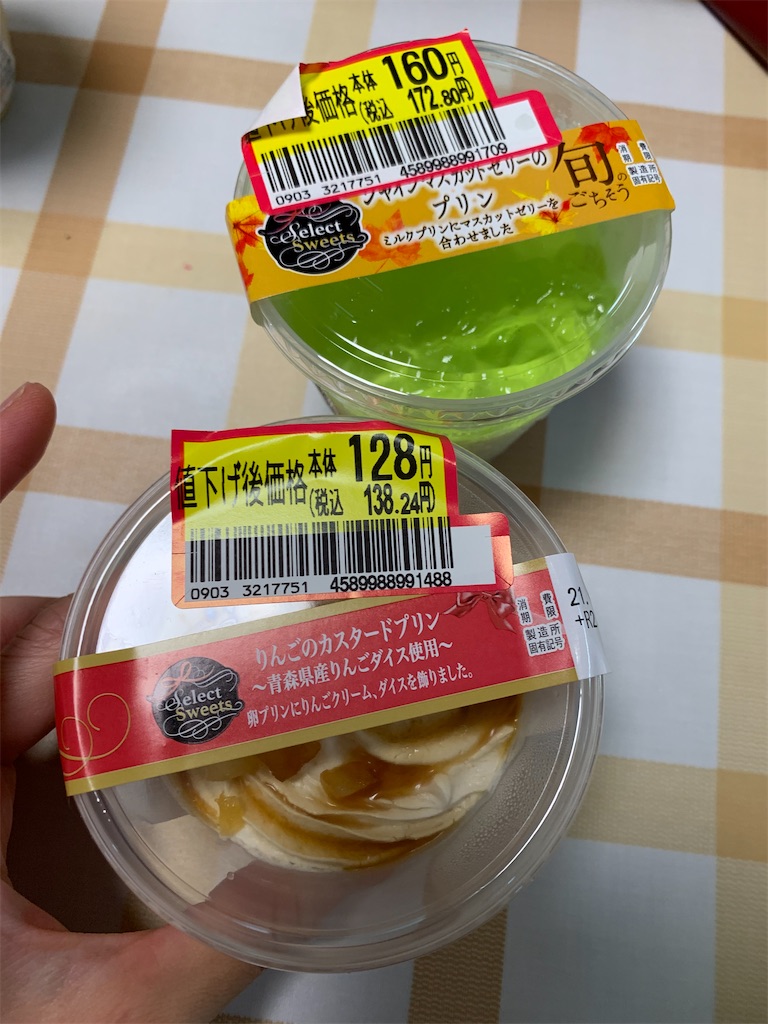 値下げ後価格 本体 160円
(税込 172.80円)
4589988991709
0903 3217751
シャインマスカットゼリーの
プリン
ミルクプリンにマスカットゼリーを
合わせました
Select
Sweets
旬の
ごちそう
消費
期限
製造所
固有記号
値下げ後価格 本体 128円
(税込 138.24円)
0903 3217751 4589988991488
りんごのカスタードプリン
～青森県産りんごダイス使用～
卵プリンにりんごクリーム、ダイスを飾りました。
Select
Sweets
消費
期限
製造所
固有記号
21.
+R2